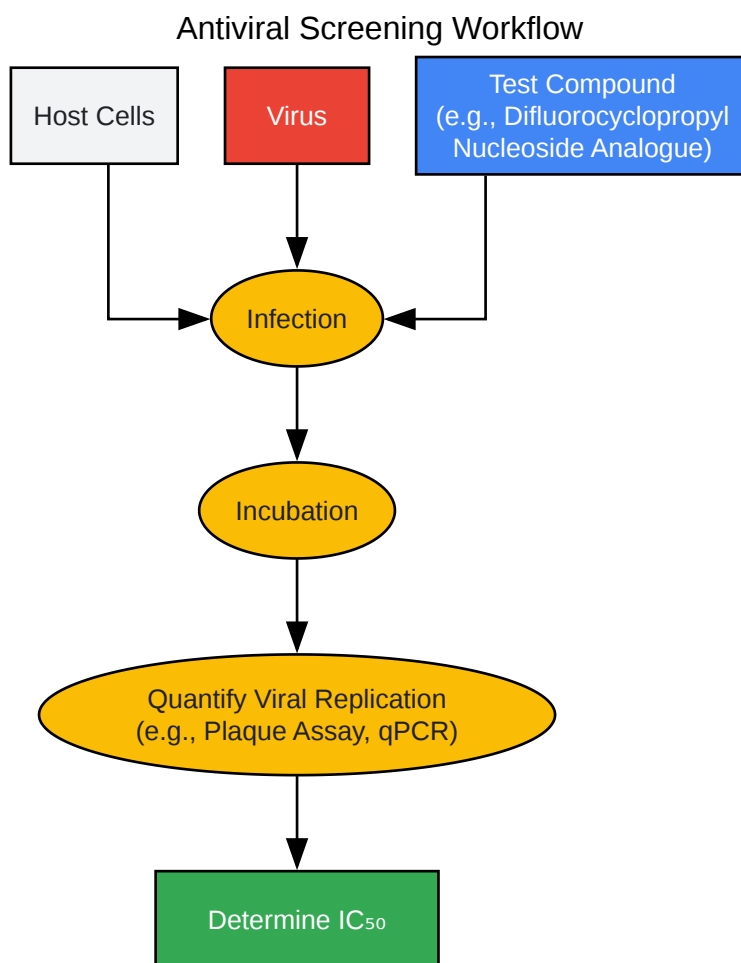 Antiviral Screening Workflow
Host Cells
Virus
Test Compound
(e.g., Difluorocyclopropyl
Nucleoside Analogue)
Infection
Incubation
Quantify Viral Replication
(e.g., Plaque Assay, qPCR)
Determine IC₅₀